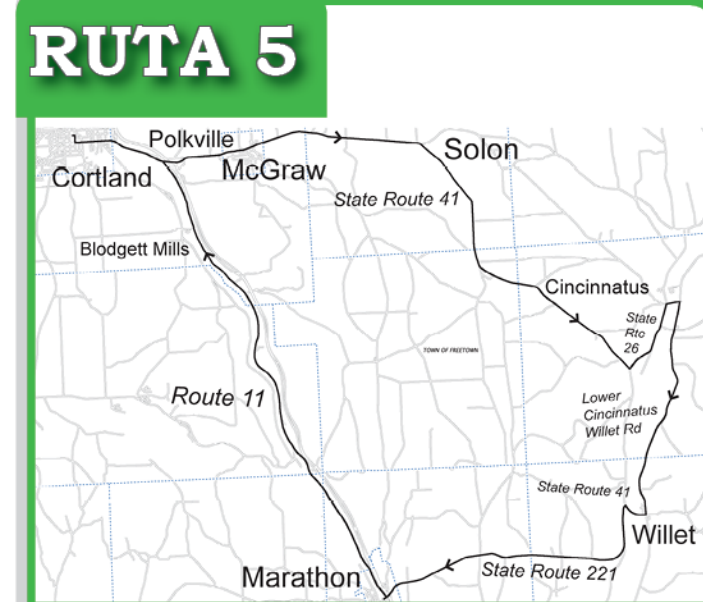 RUTA 5
Polkville
Solon
McGraw
Cortland
State Route 41
Blodgett Mills
Cincinnatus
State
Rte
26
TOWN OF FREETOWN
Route 11
Lower
Cincinnatus
Willet Rd
State Route 41
Willet
State Route 221
Marathon